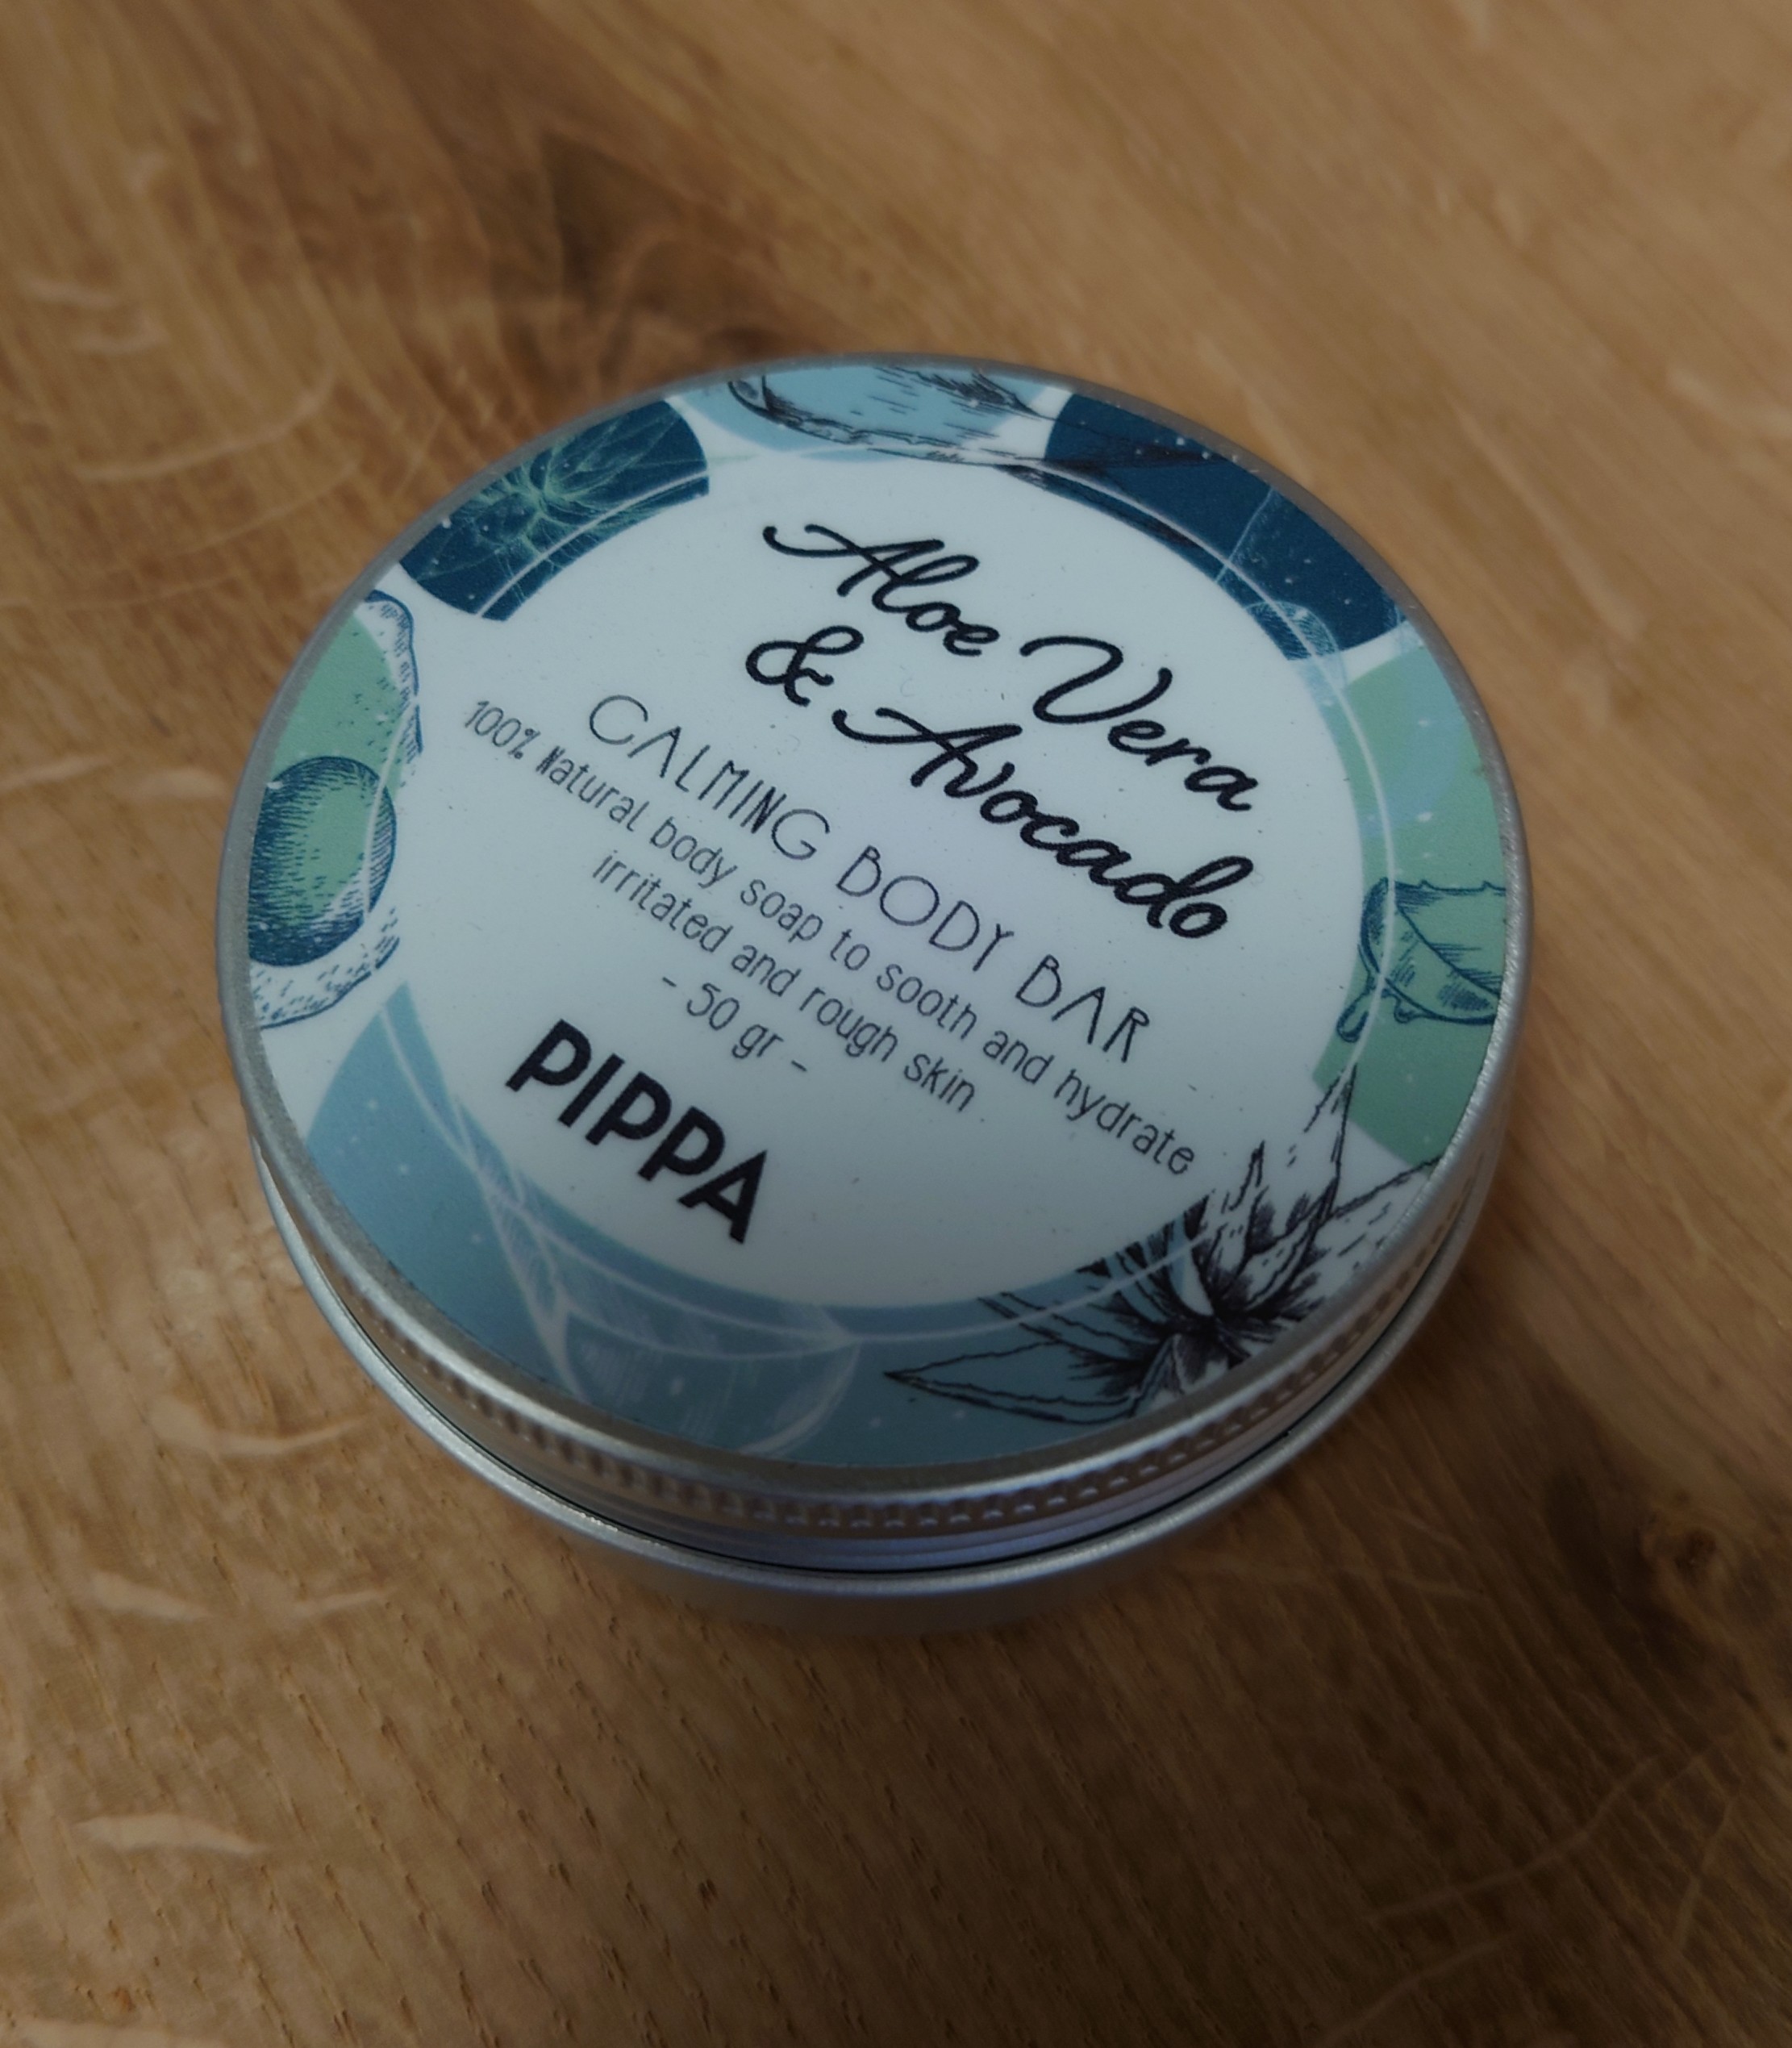 Aloe Vera
& Avocado
CALMING BODY BAR
100% Natural body soap to sooth and hydrate
irritated and rough skin
- 50 gr -
PIPPA